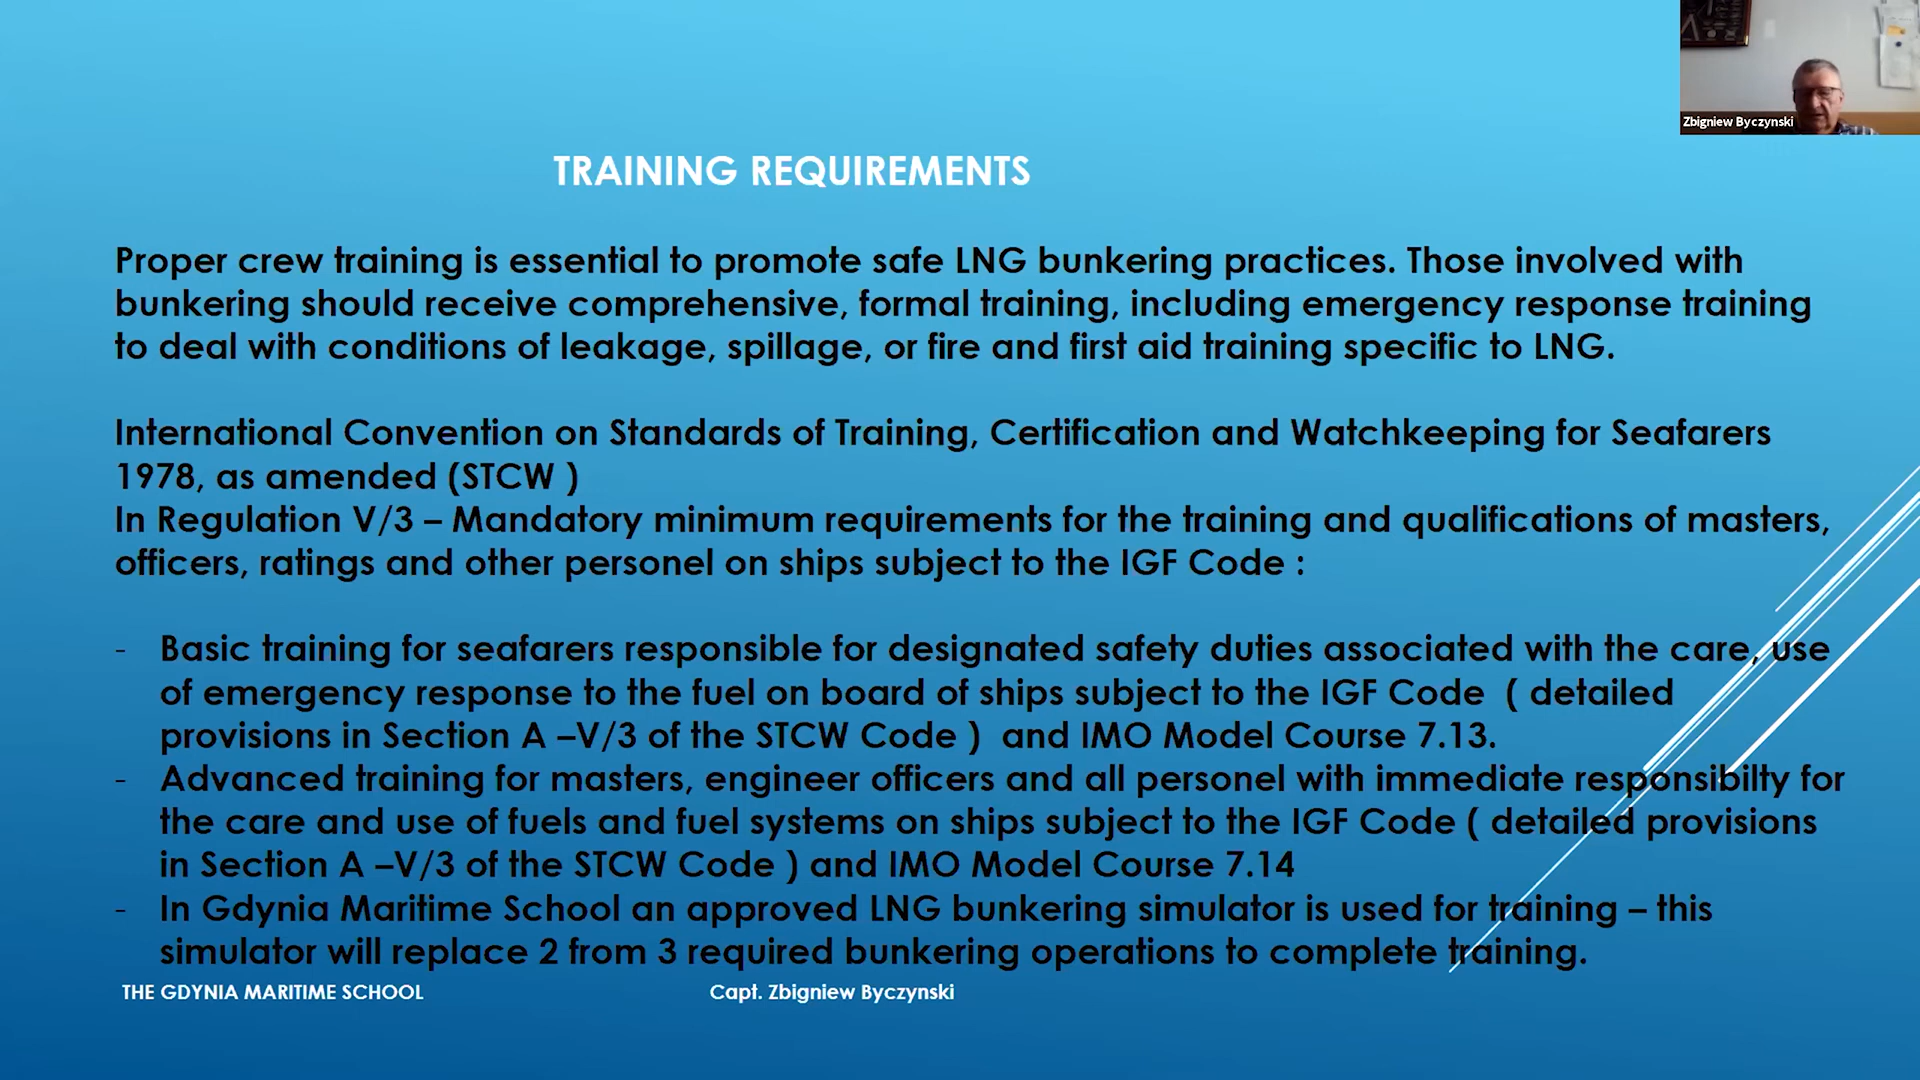 Zbigniew Byczynski
TRAINING REQUIREMENTS
Proper crew training is essential to promote safe LNG bunkering practices. Those involved with
bunkering should receive comprehensive, formal training, including emergency response training
to deal with conditions of leakage, spillage, or fire and first aid training specific to LNG.
International Convention on Standards of Training, Certification and Watchkeeping for Seafarers
1978, as amended (STCW )
In Regulation V/3 – Mandatory minimum requirements for the training and qualifications of masters,
officers, ratings and other personel on ships subject to the IGF Code :
- Basic training for seafarers responsible for designated safety duties associated with the care, use
of emergency response to the fuel on board of ships subject to the IGF Code ( detailed
provisions in Section A –V/3 of the STCW Code ) and IMO Model Course 7.13.
- Advanced training for masters, engineer officers and all personel with immediate responsibilty for
the care and use of fuels and fuel systems on ships subject to the IGF Code ( detailed provisions
in Section A –V/3 of the STCW Code ) and IMO Model Course 7.14
- In Gdynia Maritime School an approved LNG bunkering simulator is used for training – this
simulator will replace 2 from 3 required bunkering operations to complete training.
THE GDYNIA MARITIME SCHOOL
Capt. Zbigniew Byczynski